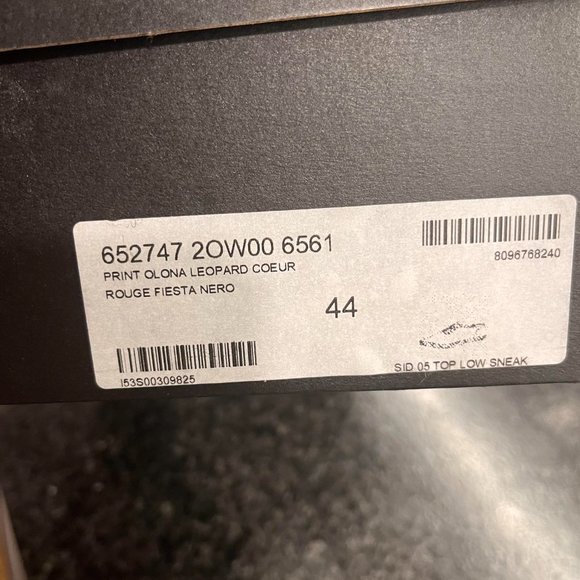 652747 2OW00 6561
PRINT OLONA LEOPARD COEUR
ROUGE FIESTA NERO
8096768240
44
I53S00309825
SID 05 TOP LOW SNEAK